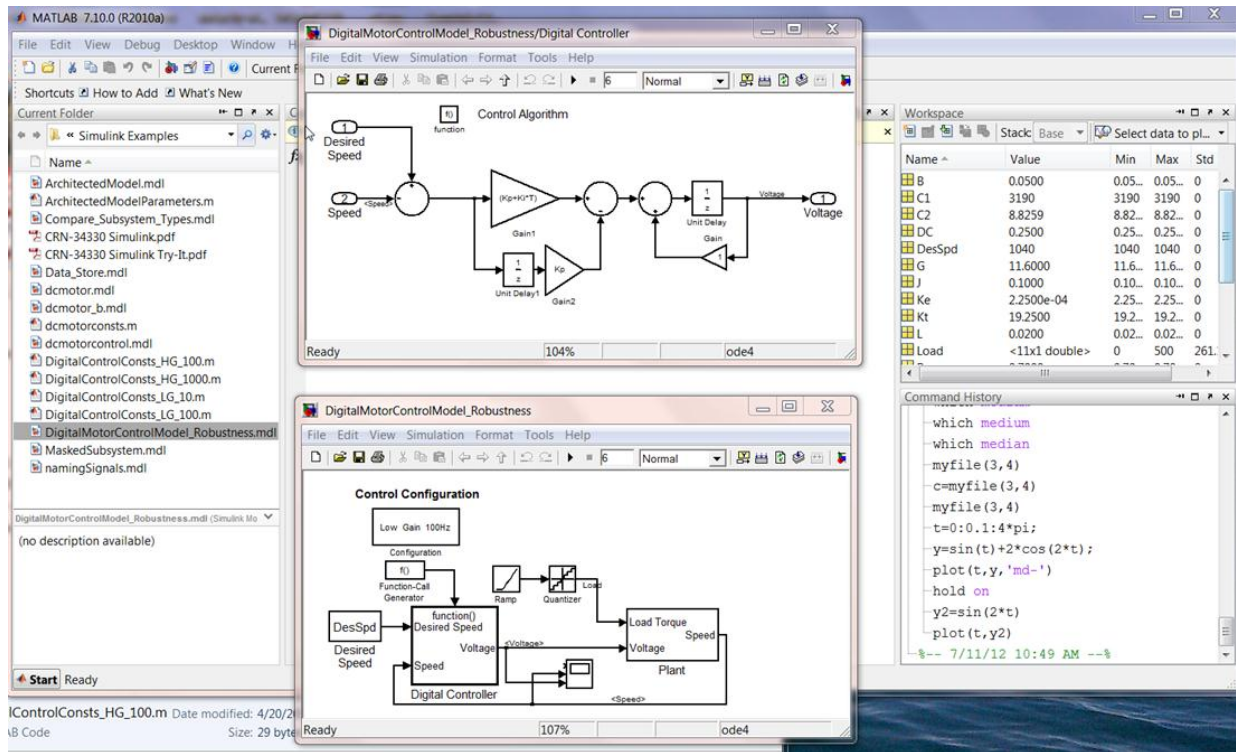 MATLAB 7.10.0 (R2010a)
File Edit View Debug Desktop Window H
Current F
Shortcuts How to Add What's New
Current Folder
« Simulink Examples
Name
ArchitectedModel.mdl
ArchitectedModelParameters.m
Compare_Subsystem_Types.mdl
CRN-34330 Simulink.pdf
CRN-34330 Simulink Try-It.pdf
Data_Store.mdl
dcmotor.mdl
dcmotor_b.mdl
dcmotorconsts.m
dcmotorcontrol.mdl
DigitalControlConsts_HG_100.m
DigitalControlConsts_HG_1000.m
DigitalControlConsts_LG_10.m
DigitalControlConsts_LG_100.m
DigitalMotorControlModel_Robustness.mdl
MaskedSubsystem.mdl
namingSignals.mdl
DigitalMotorControlModel_Robustness.mdl (Simulink Mo
(no description available)
Start Ready
lControlConsts_HG_100.m Date modified: 4/20/2
AB Code Size: 29 byte
DigitalMotorControlModel_Robustness/Digital Controller
File Edit View Simulation Format Tools Help
6 Normal
f() Control Algorithm
function
1
Desired
Speed
2 <Speed>
Speed
(Kp+Ki*T)
Gain1
1
z
Unit Delay1
Kp
Gain2
1
z
Unit Delay
Gain
1
Voltage 1
Voltage
Ready 104% ode4
DigitalMotorControlModel_Robustness
File Edit View Simulation Format Tools Help
6 Normal
Control Configuration
Low Gain 100Hz
Configuration
f()
Function-Call
Generator
Ramp
Quantizer
Load
DesSpd
Desired
Speed
function()
Desired Speed
Voltage
Speed
Digital Controller
<Voltage>
Load Torque
Speed
Voltage
Plant
<Speed>
Ready 107% ode4
Workspace
Stack: Base Select data to pl...
Name Value Min Max Std
B 0.0500 0.05... 0.05... 0
C1 3190 3190 3190 0
C2 8.8259 8.82... 8.82... 0
DC 0.2500 0.25... 0.25... 0
DesSpd 1040 1040 1040 0
G 11.6000 11.6... 11.6... 0
J 0.1000 0.10... 0.10... 0
Ke 2.2500e-04 2.25... 2.25... 0
Kt 19.2500 19.2... 19.2... 0
L 0.0200 0.02... 0.02... 0
Load <11x1 double> 0 500 261.
Command History
which medium
which median
myfile(3,4)
c=myfile(3,4)
myfile(3,4)
t=0:0.1:4*pi;
y=sin(t)+2*cos(2*t);
plot(t,y,'md-')
hold on
y2=sin(2*t)
plot(t,y2)
%-- 7/11/12 10:49 AM --%